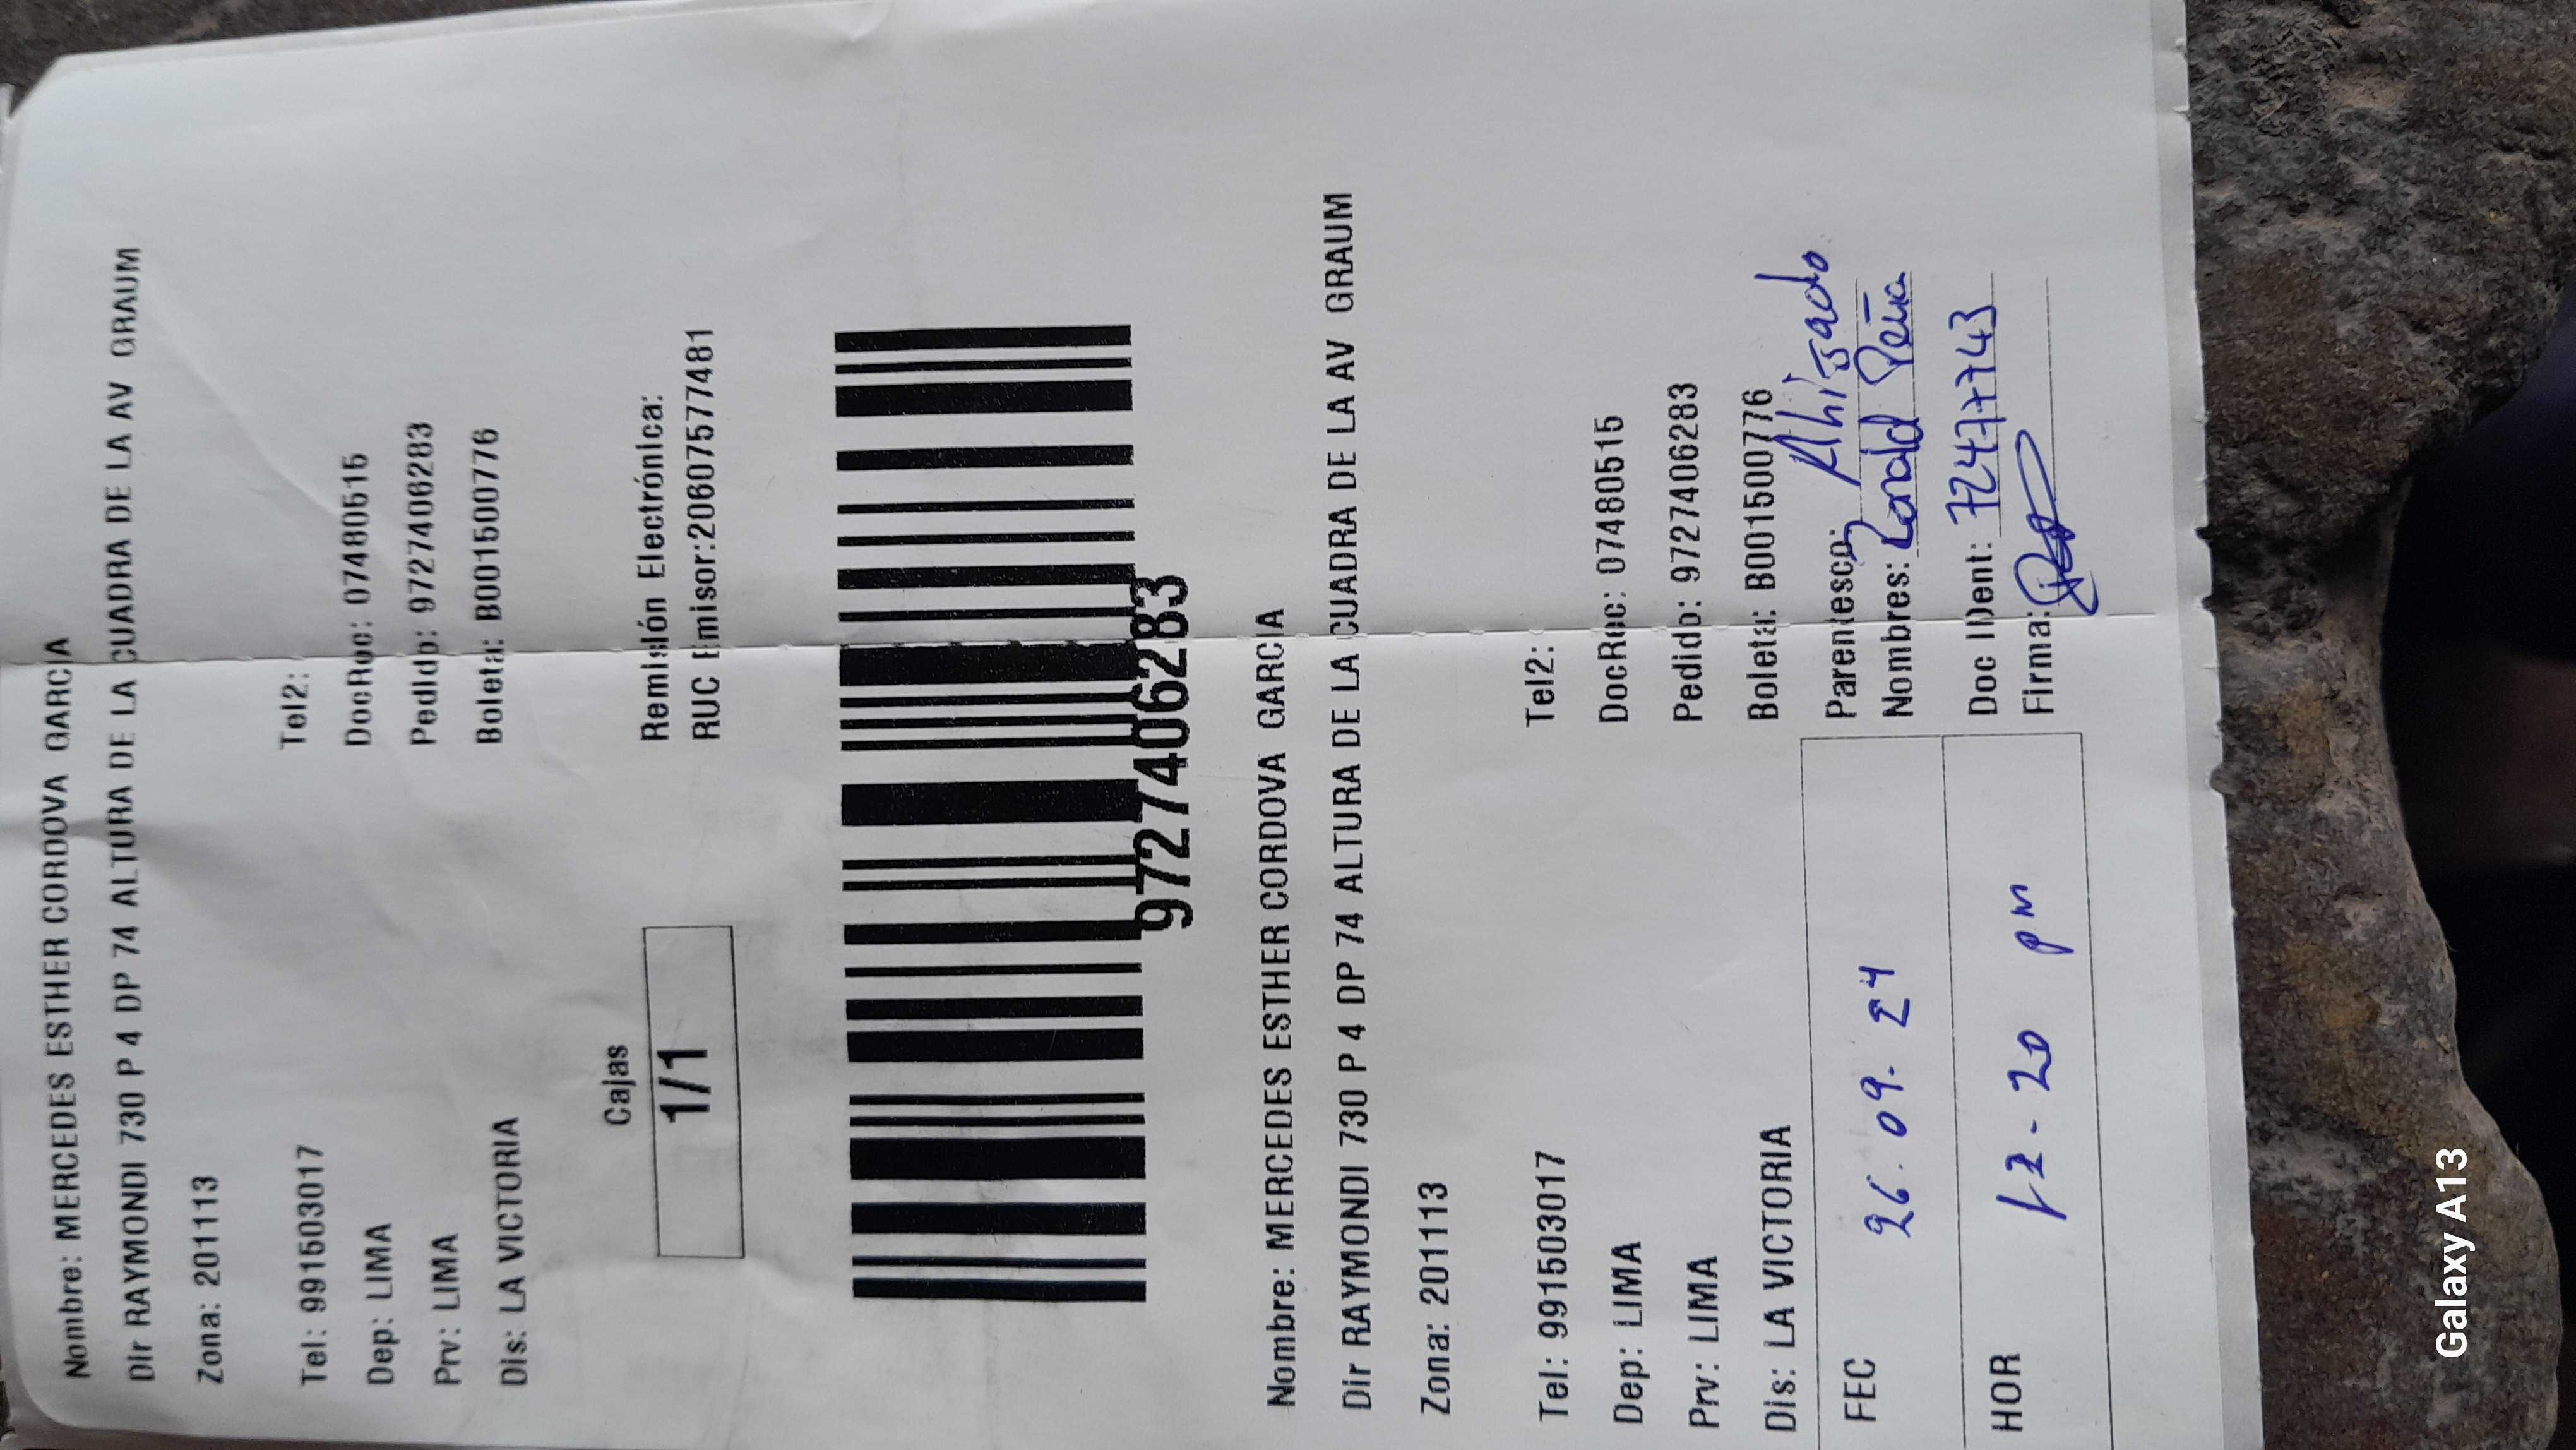 Nombre: MERCEDES ESTHER CORDOVA GARCIA
Dir RAYMONDI 730 P 4 DP 74 ALTURA DE LA CUADRA DE LA AV GRAUM
Zona: 201113
Tel: 991503017 Tel2:
Dep: LIMA DocRec: 07480515
Prv: LIMA Pedido: 9727406283
Dis: LA VICTORIA Boleta: B001500776
Cajas Remisión Electrónica:
1/1 RUC Emisor:20607577481
9727406283
Nombre: MERCEDES ESTHER CORDOVA GARCIA
Dir RAYMONDI 730 P 4 DP 74 ALTURA DE LA CUADRA DE LA AV GRAUM
Zona: 201113
Tel: 991503017 Tel2:
Dep: LIMA DocRec: 07480515
Prv: LIMA Pedido: 9727406283
Dis: LA VICTORIA Boleta: B001500776
Parentesco:
FEC 26.09.24 Nombres: Ronald Peña
Doc IDent: 72477743
HOR 12-20 pm Firma:
Galaxy A13